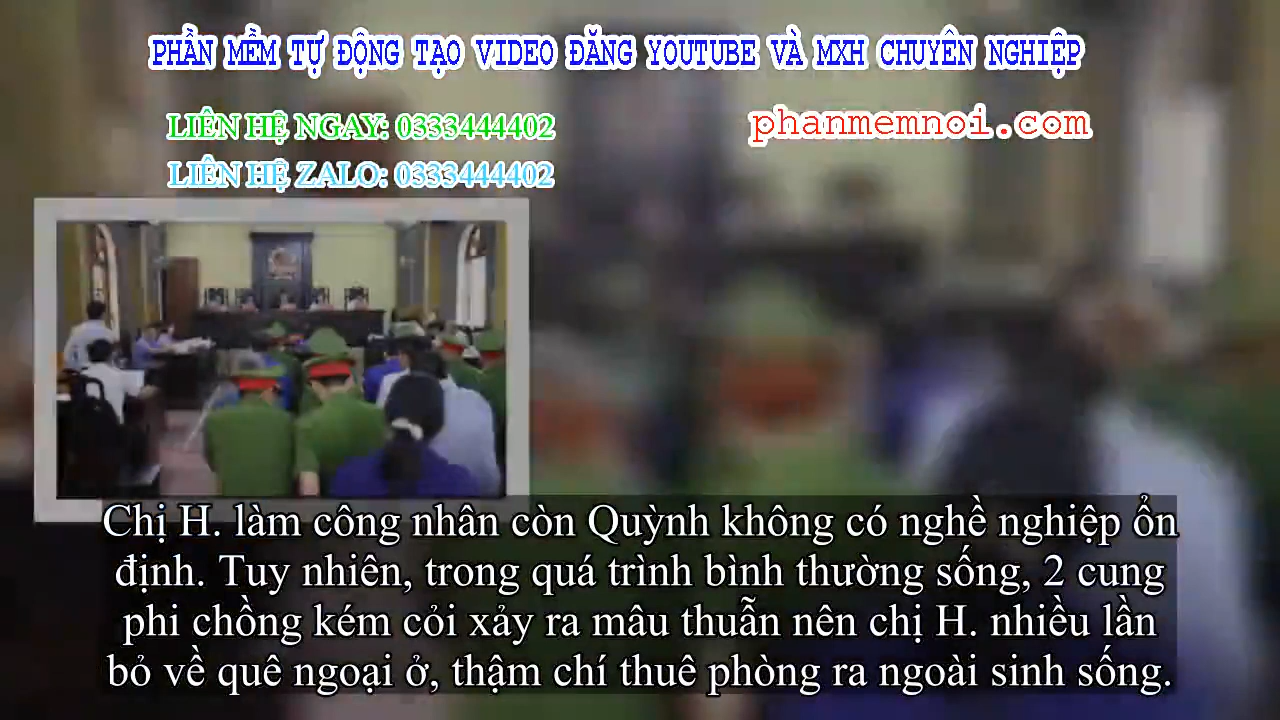 PHẦN MỀM TỰ ĐỘNG TẠO VIDEO ĐĂNG YOUTUBE VÀ MXH CHUYÊN NGHIỆP
LIÊN HỆ NGAY: 0333444402
phanmemnoi.com
LIÊN HỆ ZALO: 0333444402
Chị H. làm công nhân còn Quỳnh không có nghề nghiệp ổn
định. Tuy nhiên, trong quá trình bình thường sống, 2 cung
phi chồng kém cỏi xảy ra mâu thuẫn nên chị H. nhiều lần
bỏ về quê ngoại ở, thậm chí thuê phòng ra ngoài sinh sống.